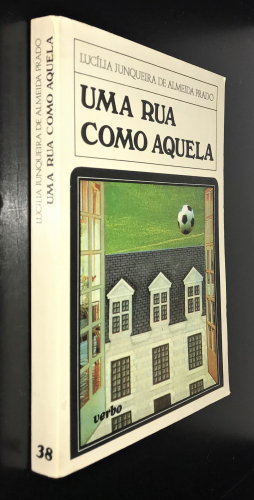 LUCÍLIA JUNQUEIRA DE ALMEIDA PRADO
UMA RUA
COMO AQUELA
verbo
LUCÍLIA JUNQUEIRA DE ALMEIDA PRADO
UMA RUA COMO AQUELA
38